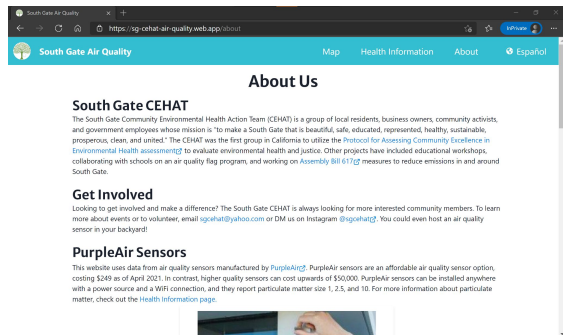 South Gate Air Quality
https://sg-cehat-air-quality.web.app/about
InPrivate
South Gate Air Quality
Map
Health Information
About
Español
About Us
South Gate CEHAT
The South Gate Community Environmental Health Action Team (CEHAT) is a group of local residents, business owners, community activists,
and government employees whose mission is "to make a South Gate that is beautiful, safe, educated, represented, healthy, sustainable,
prosperous, clean, and united." The CEHAT was the first group in California to utilize the Protocol for Assessing Community Excellence in
Environmental Health assessment to evaluate environmental health and justice. Other projects have included educational workshops,
collaborating with schools on an air quality flag program, and working on Assembly Bill 617 measures to reduce emissions in and around
South Gate.
Get Involved
Looking to get involved and make a difference? The South Gate CEHAT is always looking for more interested community members. To learn
more about events or to volunteer, email sgcehat@yahoo.com or DM us on Instagram @sgcehat. You could even host an air quality
sensor in your backyard!
PurpleAir Sensors
This website uses data from air quality sensors manufactured by PurpleAir. PurpleAir sensors are an affordable air quality sensor option,
costing $249 as of April 2021. In contrast, higher quality sensors can cost upwards of $50,000. PurpleAir sensors can be installed anywhere
with a power source and a WiFi connection, and they report particulate matter size 1, 2.5, and 10. For more information about particulate
matter, check out the Health Information page.